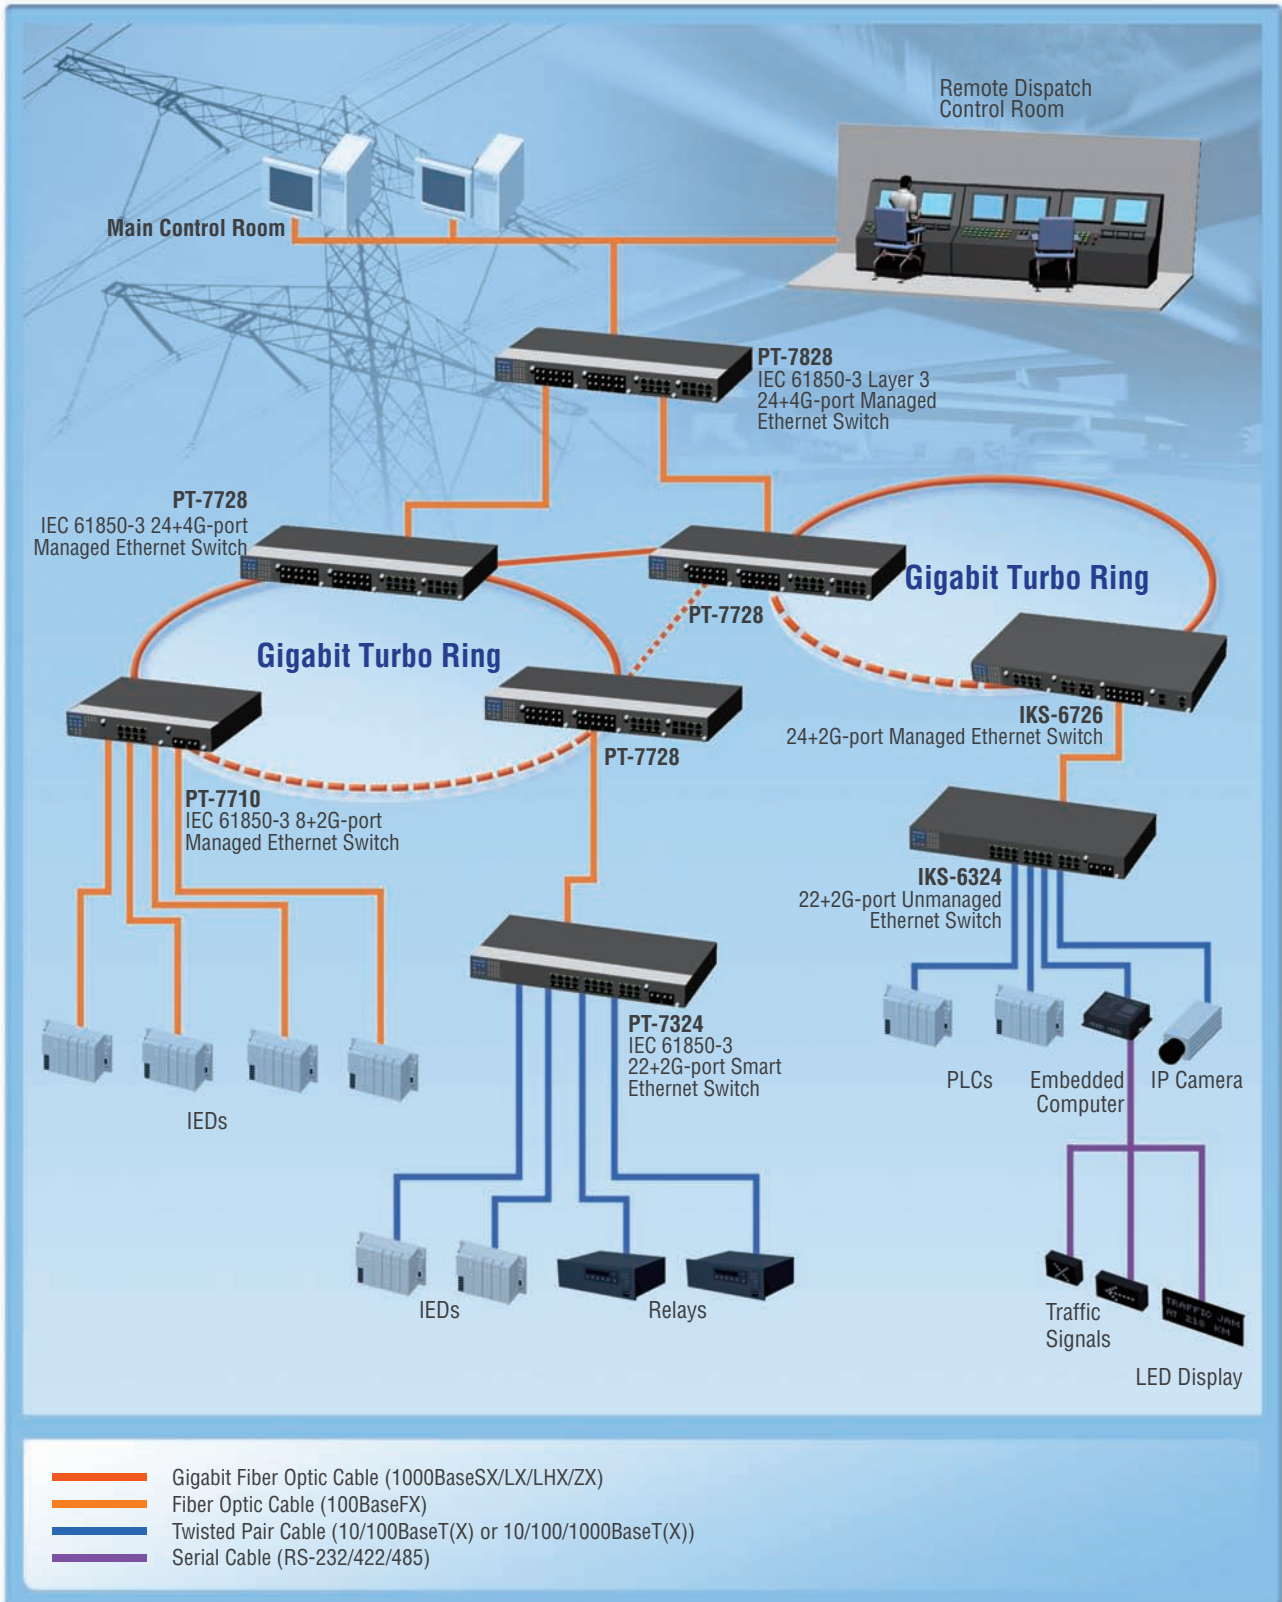 Remote Dispatch
Control Room
Main Control Room
PT-7828
IEC 61850-3 Layer 3
24+4G-port Managed
Ethernet Switch
PT-7728
IEC 61850-3 24+4G-port
Managed Ethernet Switch
PT-7728
Gigabit Turbo Ring
Gigabit Turbo Ring
IKS-6726
24+2G-port Managed Ethernet Switch
PT-7728
PT-7710
IEC 61850-3 8+2G-port
Managed Ethernet Switch
IKS-6324
22+2G-port Unmanaged
Ethernet Switch
PT-7324
IEC 61850-3
22+2G-port Smart
Ethernet Switch
PLCs
Embedded
Computer
IP Camera
IEDs
IEDs
Relays
TRAFFIC JAM
AT 218 KM
Traffic
Signals
LED Display
Gigabit Fiber Optic Cable (1000BaseSX/LX/LHX/ZX)
Fiber Optic Cable (100BaseFX)
Twisted Pair Cable (10/100BaseT(X) or 10/100/1000BaseT(X))
Serial Cable (RS-232/422/485)